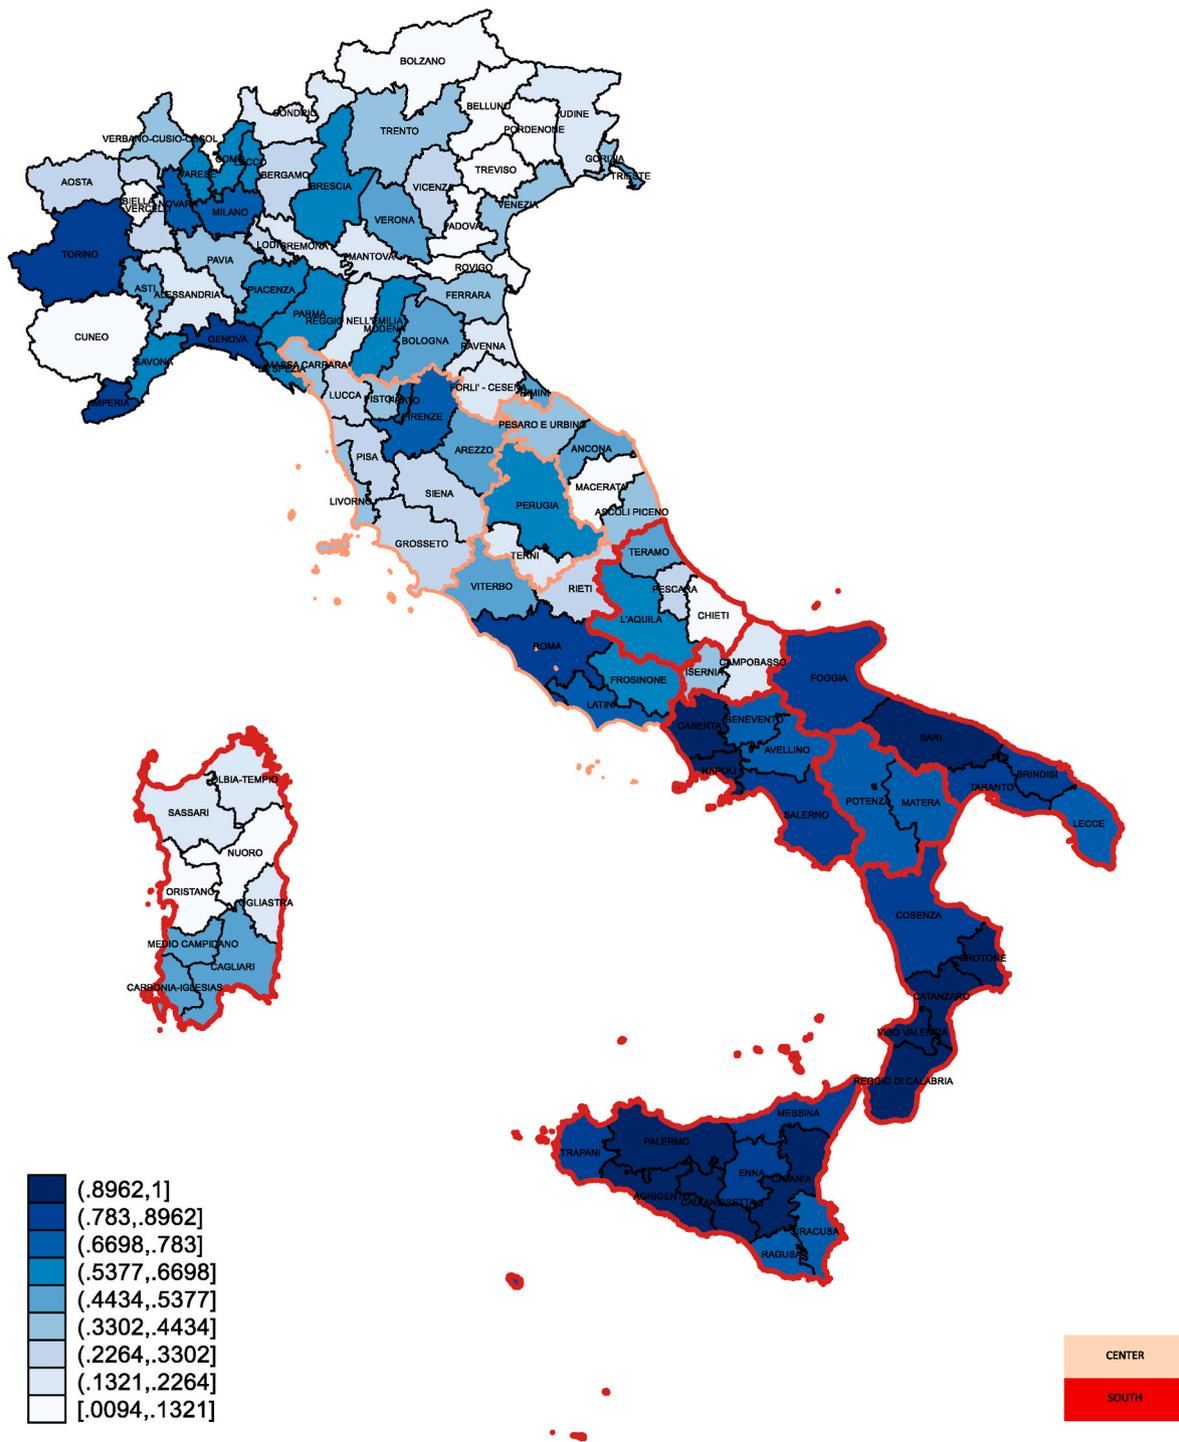 BOLZANO
BELLUNO
UDINE
SONDRIO
TRENTO
PORDENONE
VERBANO-CUSIO-OSSOL
GORIZIA
COMO
LECCO
TREVISO
VARESE
BERGAMO
TRIESTE
AOSTA
BRESCIA
VICENZA
BIELLA
NOVARA
VENEZIA
VERCELLI
MILANO
VERONA
PADOVA
LODI
CREMONA
TORINO
MANTOVA
PAVIA
ROVIGO
ASTI
ALESSANDRIA
PIACENZA
FERRARA
PARMA
REGGIO NELL'EMILIA
MODENA
CUNEO
GENOVA
BOLOGNA
RAVENNA
SAVONA
MASSA CARRARA
LA SPEZIA
FORLI' - CESENA
RIMINI
LUCCA
PISTOIA
PRATO
IMPERIA
FIRENZE
PESARO E URBINO
AREZZO
ANCONA
PISA
MACERATA
SIENA
LIVORNO
PERUGIA
ASCOLI PICENO
GROSSETO
TERNI
TERAMO
VITERBO
RIETI
PESCARA
L'AQUILA
CHIETI
ROMA
CAMPOBASSO
ISERNIA
FROSINONE
FOGGIA
LATINA
CASERTA
BENEVENTO
BARI
AVELLINO
NAPOLI
BRINDISI
OLBIA-TEMPIO
TARANTO
POTENZA
MATERA
SASSARI
SALERNO
LECCE
NUORO
ORISTANO
OGLIASTRA
COSENZA
MEDIO CAMPIDANO
CROTONE
CAGLIARI
CARBONIA-IGLESIAS
CATANZARO
VIBO VALENTIA
REGGIO DI CALABRIA
MESSINA
PALERMO
TRAPANI
ENNA
CATANIA
AGRIGENTO
CALTANISSETTA
SIRACUSA
RAGUSA
(.8962,1]
(.783,.8962]
(.6698,.783]
(.5377,.6698]
(.4434,.5377]
(.3302,.4434]
(.2264,.3302]
(.1321,.2264]
[.0094,.1321]
CENTER
SOUTH